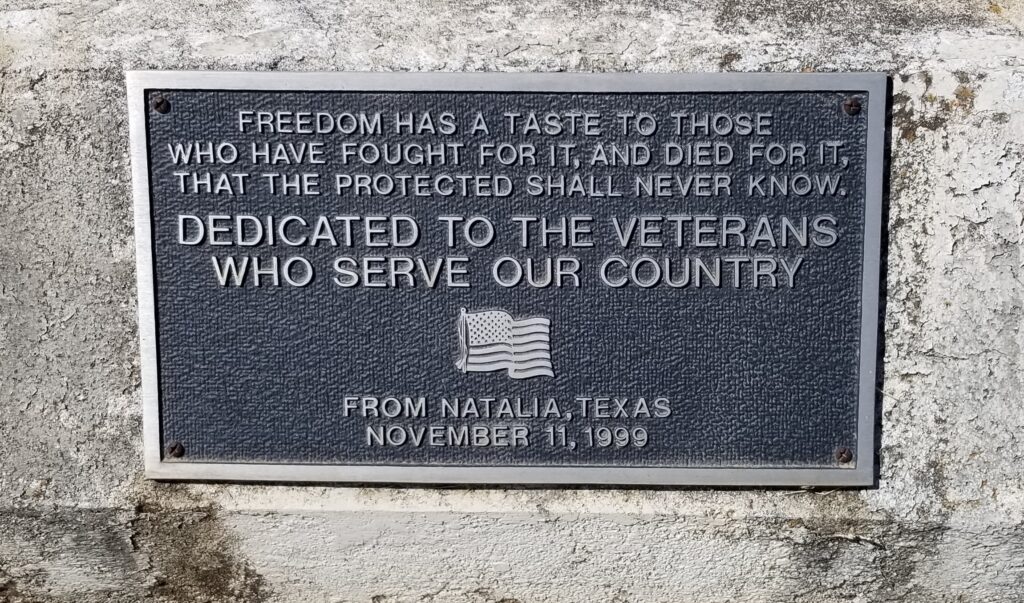 FREEDOM HAS A TASTE TO THOSE
WHO HAVE FOUGHT FOR IT, AND DIED FOR IT,
THAT THE PROTECTED SHALL NEVER KNOW.
DEDICATED TO THE VETERANS
WHO SERVE OUR COUNTRY
FROM NATALIA, TEXAS
NOVEMBER 11, 1999